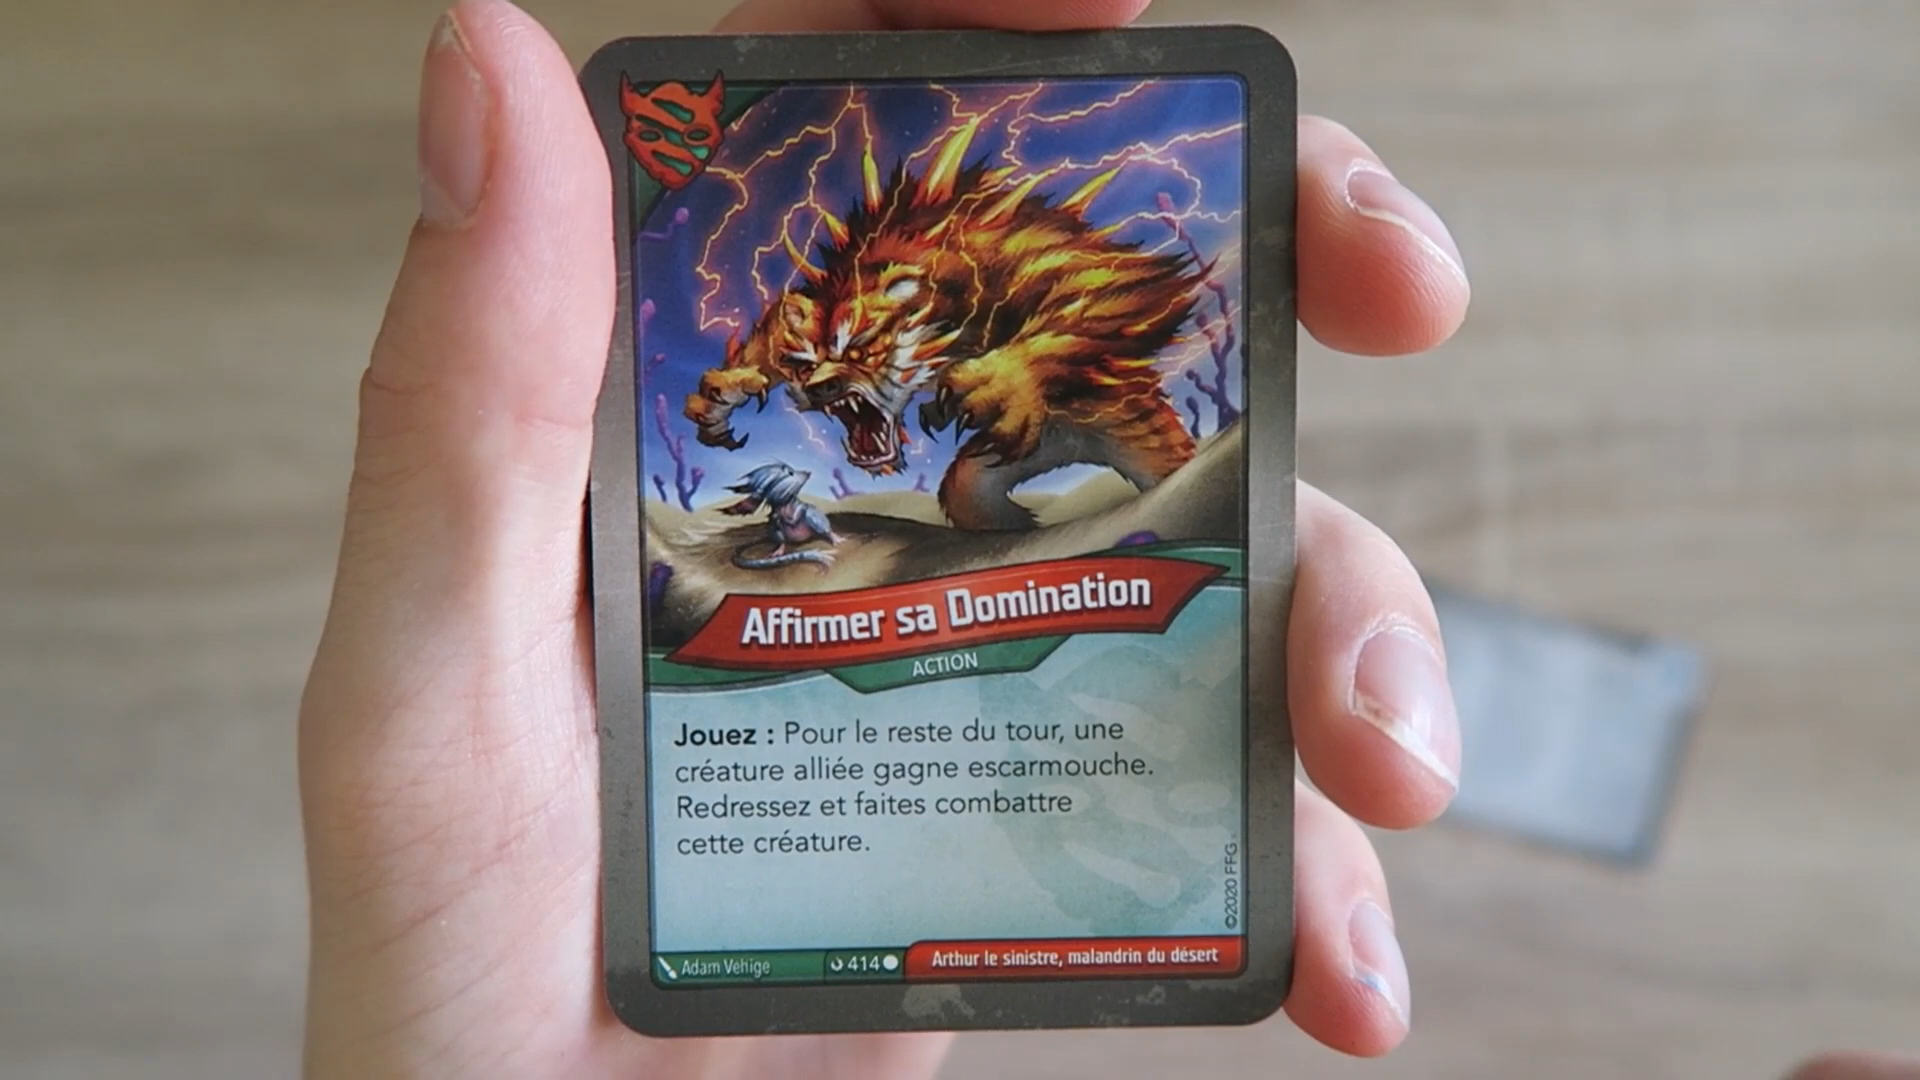 Affirmer sa Domination
ACTION
Jouez : Pour le reste du tour, une
créature alliée gagne escarmouche.
Redressez et faites combattre
cette créature.
©2020 FFG
Adam Vehige
414
Arthur le sinistre, malandrin du désert